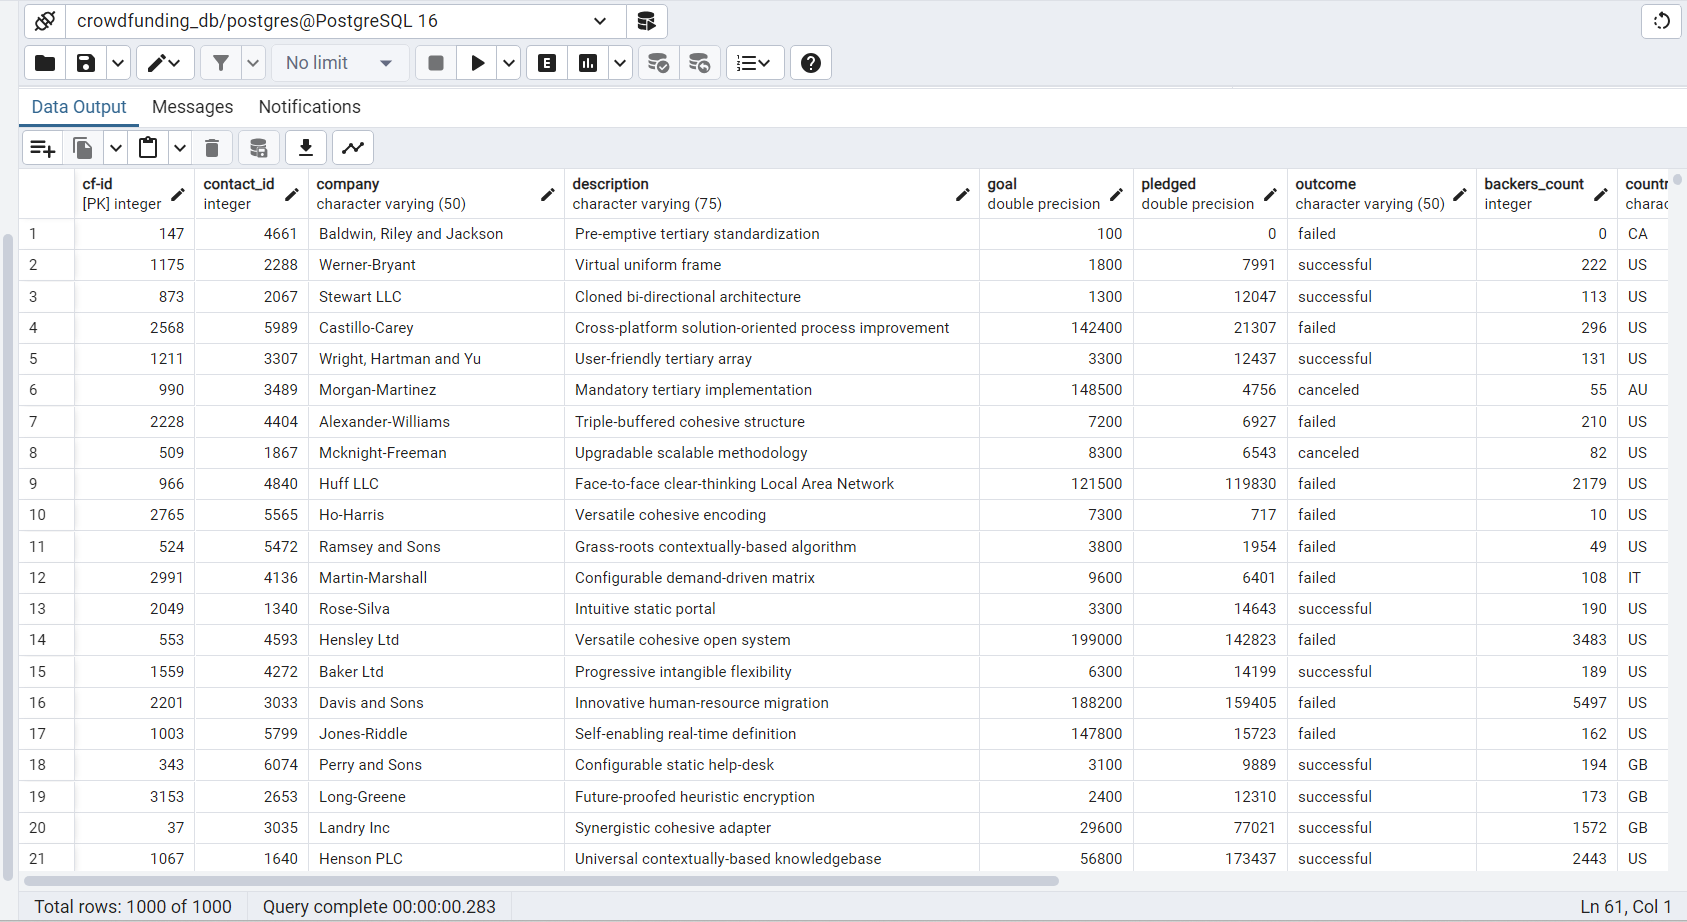 crowdfunding_db/postgres@PostgreSQL 16
No limit
E
Data Output Messages Notifications
cf-id contact_id company description goal pledged outcome backers_count
[PK] integer integer character varying (50) character varying (75) double precision double precision character varying (50) integer
1 147 4661 Baldwin, Riley and Jackson Pre-emptive tertiary standardization 100 0 failed 0 CA
2 1175 2288 Werner-Bryant Virtual uniform frame 1800 7991 successful 222 US
3 873 2067 Stewart LLC Cloned bi-directional architecture 1300 12047 successful 113 US
4 2568 5989 Castillo-Carey Cross-platform solution-oriented process improvement 142400 21307 failed 296 US
5 1211 3307 Wright, Hartman and Yu User-friendly tertiary array 3300 12437 successful 131 US
6 990 3489 Morgan-Martinez Mandatory tertiary implementation 148500 4756 canceled 55 AU
7 2228 4404 Alexander-Williams Triple-buffered cohesive structure 7200 6927 failed 210 US
8 509 1867 Mcknight-Freeman Upgradable scalable methodology 8300 6543 canceled 82 US
9 966 4840 Huff LLC Face-to-face clear-thinking Local Area Network 121500 119830 failed 2179 US
10 2765 5565 Ho-Harris Versatile cohesive encoding 7300 717 failed 10 US
11 524 5472 Ramsey and Sons Grass-roots contextually-based algorithm 3800 1954 failed 49 US
12 2991 4136 Martin-Marshall Configurable demand-driven matrix 9600 6401 failed 108 IT
13 2049 1340 Rose-Silva Intuitive static portal 3300 14643 successful 190 US
14 553 4593 Hensley Ltd Versatile cohesive open system 199000 142823 failed 3483 US
15 1559 4272 Baker Ltd Progressive intangible flexibility 6300 14199 successful 189 US
16 2201 3033 Davis and Sons Innovative human-resource migration 188200 159405 failed 5497 US
17 1003 5799 Jones-Riddle Self-enabling real-time definition 147800 15723 failed 162 US
18 343 6074 Perry and Sons Configurable static help-desk 3100 9889 successful 194 GB
19 3153 2653 Long-Greene Future-proofed heuristic encryption 2400 12310 successful 173 GB
20 37 3035 Landry Inc Synergistic cohesive adapter 29600 77021 successful 1572 GB
21 1067 1640 Henson PLC Universal contextually-based knowledgebase 56800 173437 successful 2443 US
Total rows: 1000 of 1000 Query complete 00:00:00.283 Ln 61, Col 1